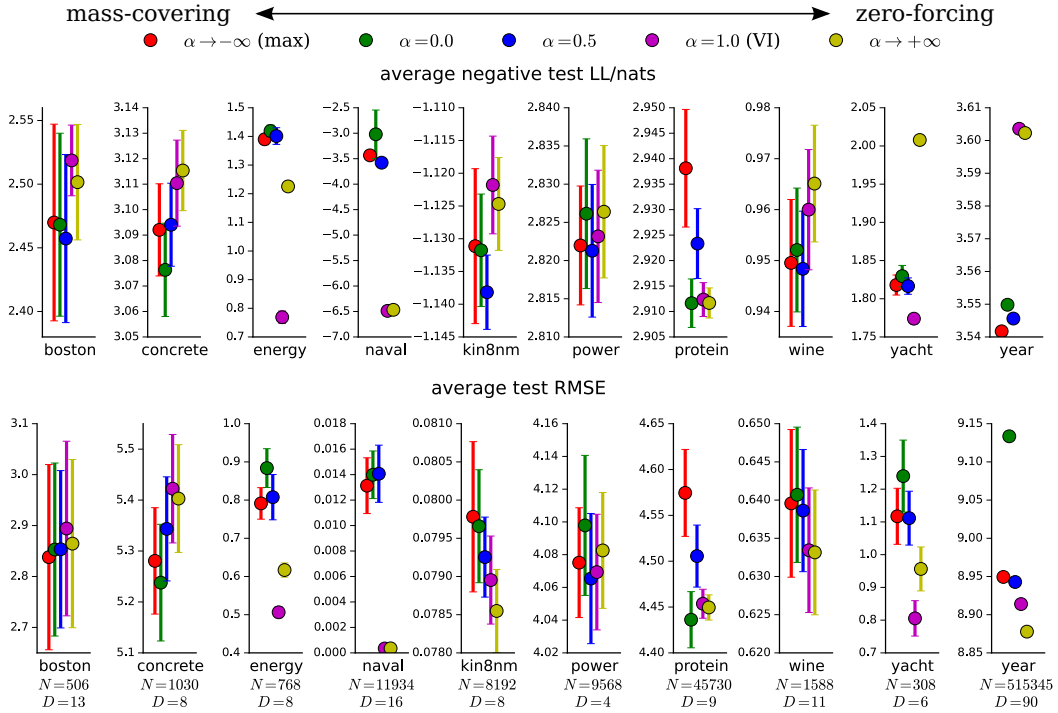 mass-covering zero-forcing
α→−∞ (max) α=0.0 α=0.5 α=1.0 (VI) α→+∞
average negative test LL/nats
2.55 2.50 2.45 2.40
3.14 3.13 3.12 3.11 3.10 3.09 3.08 3.07 3.06 3.05
1.5 1.4 1.3 1.2 1.1 1.0 0.9 0.8 0.7
−2.5 −3.0 −3.5 −4.0 −4.5 −5.0 −5.5 −6.0 −6.5 −7.0
−1.110 −1.115 −1.120 −1.125 −1.130 −1.135 −1.140 −1.145
2.840 2.835 2.830 2.825 2.820 2.815 2.810 2.805
2.950 2.945 2.940 2.935 2.930 2.925 2.920 2.915 2.910 2.905
0.98 0.97 0.96 0.95 0.94
2.05 2.00 1.95 1.90 1.85 1.80 1.75
3.61 3.60 3.59 3.58 3.57 3.56 3.55 3.54
boston concrete energy naval kin8nm power protein wine yacht year
average test RMSE
3.1 3.0 2.9 2.8 2.7
5.5 5.4 5.3 5.2 5.1
1.0 0.9 0.8 0.7 0.6 0.5 0.4
0.018 0.016 0.014 0.012 0.010 0.008 0.006 0.004 0.002 0.000
0.0805 0.0800 0.0795 0.0790 0.0785 0.0780
4.16 4.14 4.12 4.10 4.08 4.06 4.04 4.02
4.65 4.60 4.55 4.50 4.45 4.40
0.650 0.645 0.640 0.635 0.630 0.625 0.620
1.4 1.3 1.2 1.1 1.0 0.9 0.8 0.7
9.15 9.10 9.05 9.00 8.95 8.90 8.85
boston concrete energy naval kin8nm power protein wine yacht year
N=506 N=1030 N=768 N=11934 N=8192 N=9568 N=45730 N=1588 N=308 N=515345
D=13 D=8 D=8 D=16 D=8 D=4 D=9 D=11 D=6 D=90